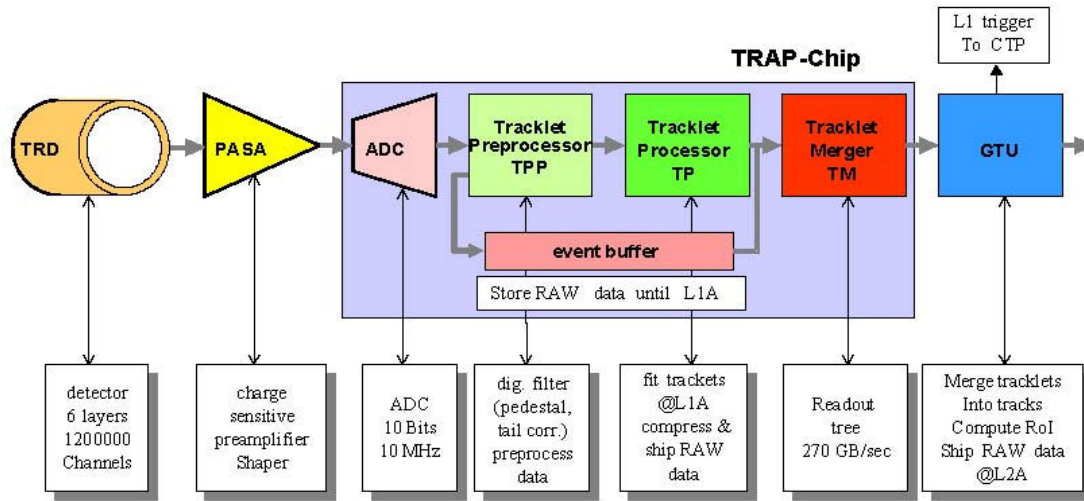 L1 trigger
To CTP
TRAP-Chip
TRD
PASA
ADC
Tracklet
Preprocessor
TPP
Tracklet
Processor
TP
Tracklet
Merger
TM
GTU
event buffer
Store RAW data until L1A
detector
6 layers
1200000
Channels
charge
sensitive
preamplifier
Shaper
ADC
10 Bits
10 MHz
dig. filter
(pedestal,
tail corr.)
preprocess
data
fit trackets
@L1A
compress &
ship RAW
data
Readout
tree
270 GB/sec
Merge tracklets
Into tracks
Compute RoI
Ship RAW data
@L2A